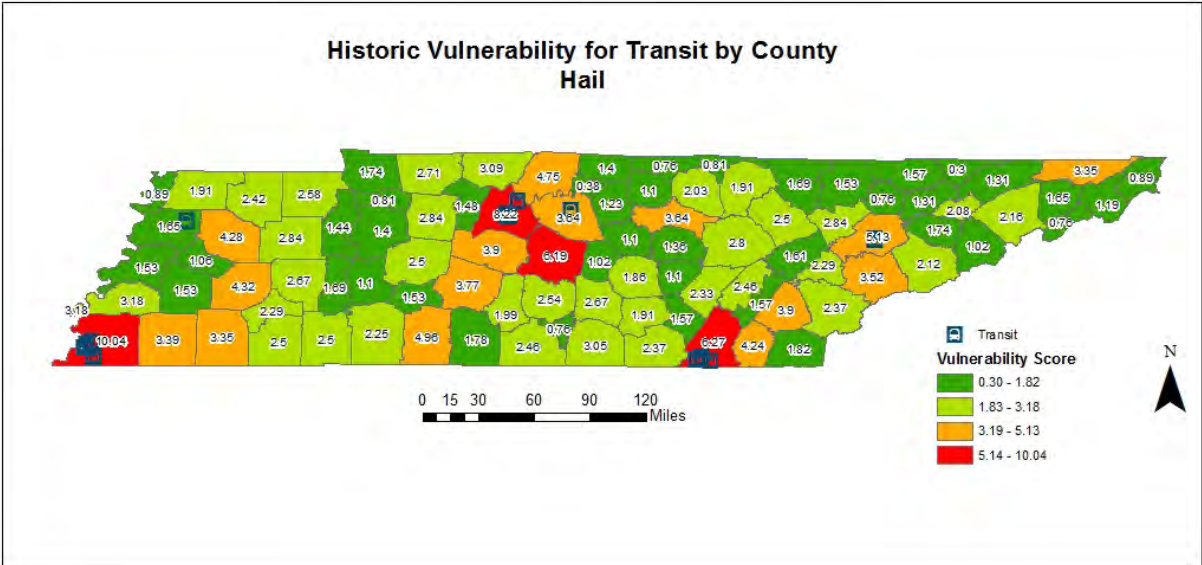 Historic Vulnerability for Transit by County
Hail
1.74 2.71 3.09 4.75 1.4 0.76 0.81 1.57 0.3 1.31 3.35 0.89
0.89 1.91 2.42 2.58 0.81 1.48 0.38 1.23 1.1 2.03 1.91 1.69 1.53 0.76 1.31 2.08 2.16 1.65 1.19
1.65 4.28 2.84 1.44 1.4 2.84 8.22 3.64 3.64 2.5 2.84 5.13 1.74 1.02 0.76
1.53 1.06 2.67 2.5 3.9 6.19 1.02 1.1 1.36 2.8 1.61 2.29 3.52 2.12
3.18 3.18 1.53 4.32 1.69 1.1 1.53 3.77 2.54 2.67 1.86 1.1 2.33 2.46 1.57 3.9 2.37
2.29 1.99 0.76 1.91 1.57
10.04 3.39 3.35 2.5 2.5 2.25 4.96 1.78 2.46 3.05 2.37 6.27 4.24 1.82
Transit
Vulnerability Score
0.30 - 1.82
1.83 - 3.18
3.19 - 5.13
5.14 - 10.04
N
0 15 30 60 90 120
Miles